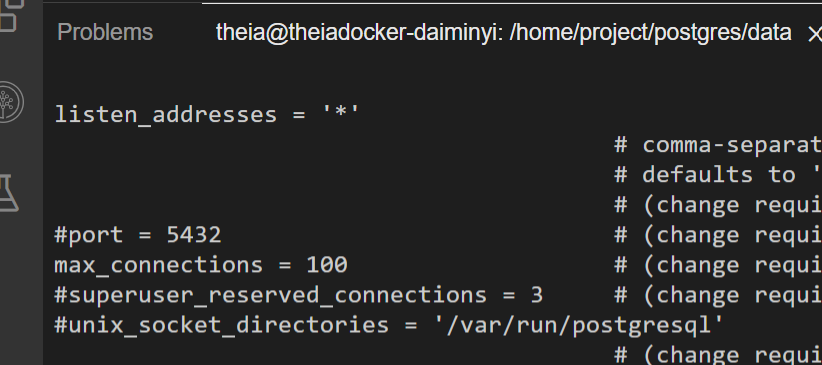 Problems theia@theiadocker-daiminyi: /home/project/postgres/data ×
listen_addresses = '*'
# comma-separat
# defaults to '
# (change requi
#port = 5432 # (change requi
max_connections = 100 # (change requi
#superuser_reserved_connections = 3 # (change requi
#unix_socket_directories = '/var/run/postgresql'
# (change requi